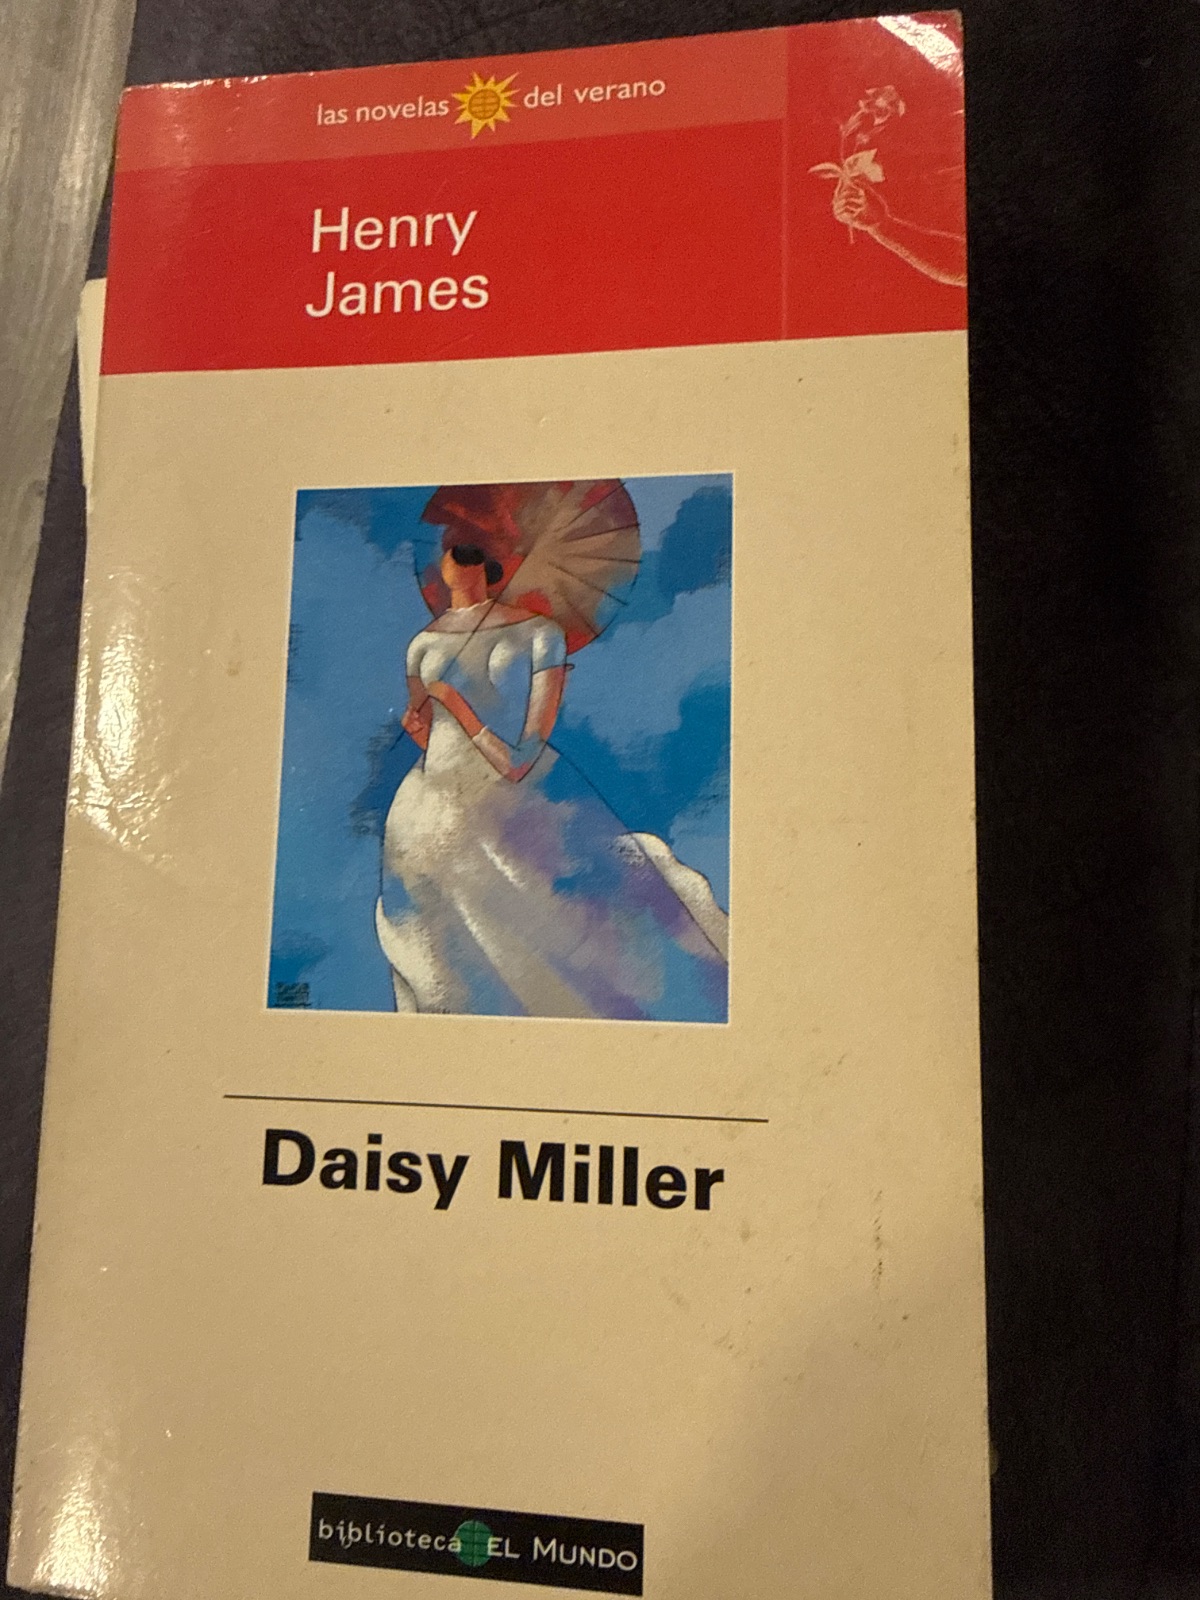 las novelas del verano
Henry
James
Daisy Miller
biblioteca EL MUNDO